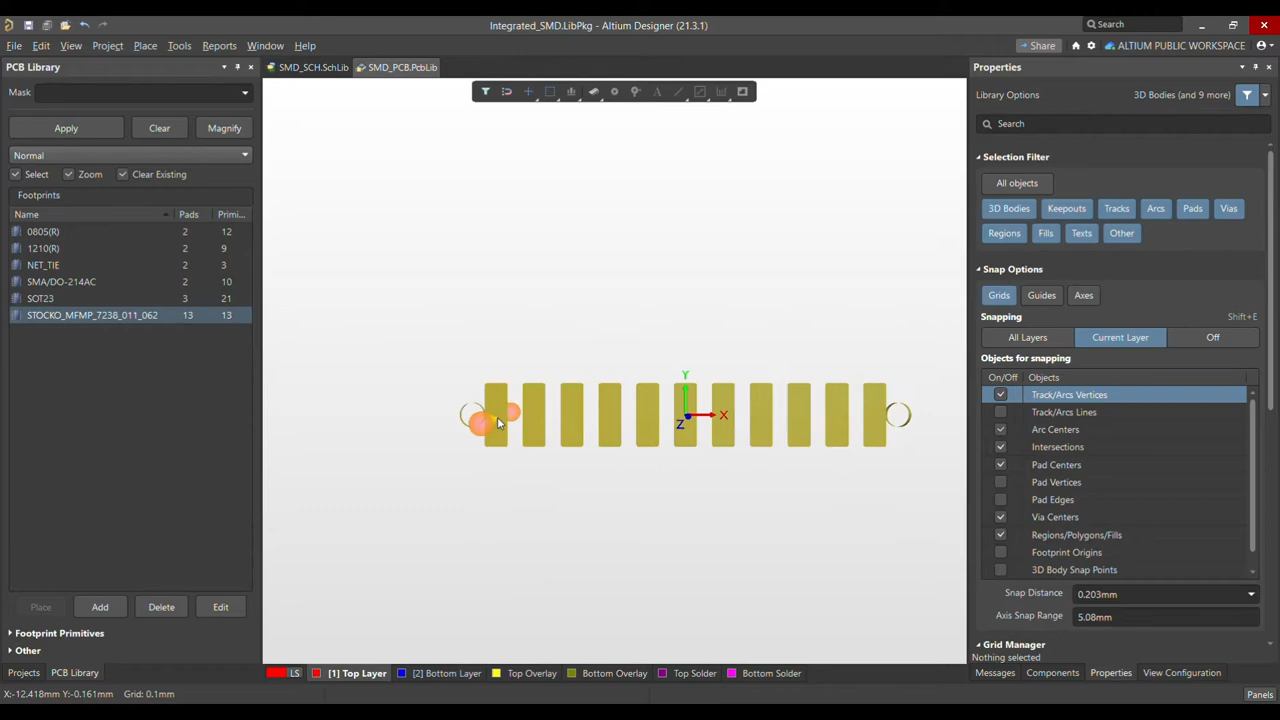 Integrated_SMD.LibPkg - Altium Designer (21.3.1)
Search
File Edit View Project Place Tools Reports Window Help
Share ALTIUM PUBLIC WORKSPACE
PCB Library
SMD_SCH.SchLib SMD_PCB.PcbLib
Properties
Mask
Library Options 3D Bodies (and 9 more)
Apply Clear Magnify
Search
Normal
Selection Filter
Select Zoom Clear Existing
All objects
Footprints
3D Bodies Keepouts Tracks Arcs Pads Vias
Name Pads Primi...
0805(R) 2 12
Regions Fills Texts Other
1210(R) 2 9
NET_TIE 2 3
Snap Options
SMA/DO-214AC 2 10
Grids Guides Axes
SOT23 3 21
STOCKO_MFMP_7238_011_062 13 13
Snapping Shift+E
All Layers Current Layer Off
Objects for snapping
On/Off Objects
Track/Arcs Vertices
Track/Arcs Lines
Arc Centers
Intersections
Pad Centers
Pad Vertices
Pad Edges
Via Centers
Regions/Polygons/Fills
Footprint Origins
3D Body Snap Points
Y
X
Z
Snap Distance 0.203mm
Axis Snap Range 5.08mm
Place Add Delete Edit
Footprint Primitives
Other
Grid Manager
Nothing selected
Projects PCB Library
LS [1] Top Layer [2] Bottom Layer Top Overlay Bottom Overlay Top Solder Bottom Solder
Messages Components Properties View Configuration
X:-12.418mm Y:-0.161mm Grid: 0.1mm
Panels